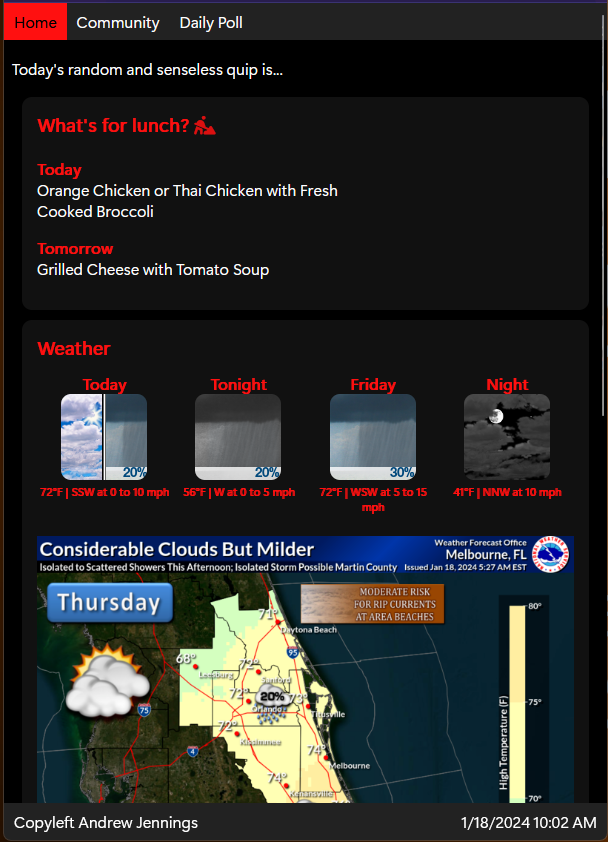 Home Community Daily Poll
Today's random and senseless quip is...
What's for lunch?
Today
Orange Chicken or Thai Chicken with Fresh
Cooked Broccoli
Tomorrow
Grilled Cheese with Tomato Soup
Weather
Today Tonight Friday Night
20% 20% 30%
72°F | SSW at 0 to 10 mph 56°F | W at 0 to 5 mph 72°F | WSW at 5 to 15 mph 41°F | NNW at 10 mph
Considerable Clouds But Milder
Weather Forecast Office
Melbourne, FL
Isolated to Scattered Showers This Afternoon; Isolated Storm Possible Martin County
Issued Jan 18, 2024 5:27 AM EST
Thursday
MODERATE RISK
FOR RIP CURRENTS
AT AREA BEACHES
80°
71°
Daytona Beach
95
68°
Leesburg
72°
Sanford
72°
20%
Orlando
73°
Titusville
75
75°
72°
Kissimmee
4
74°
Melbourne
74°
Kenansville
High Temperature (°F)
70°
Copyleft Andrew Jennings
1/18/2024 10:02 AM